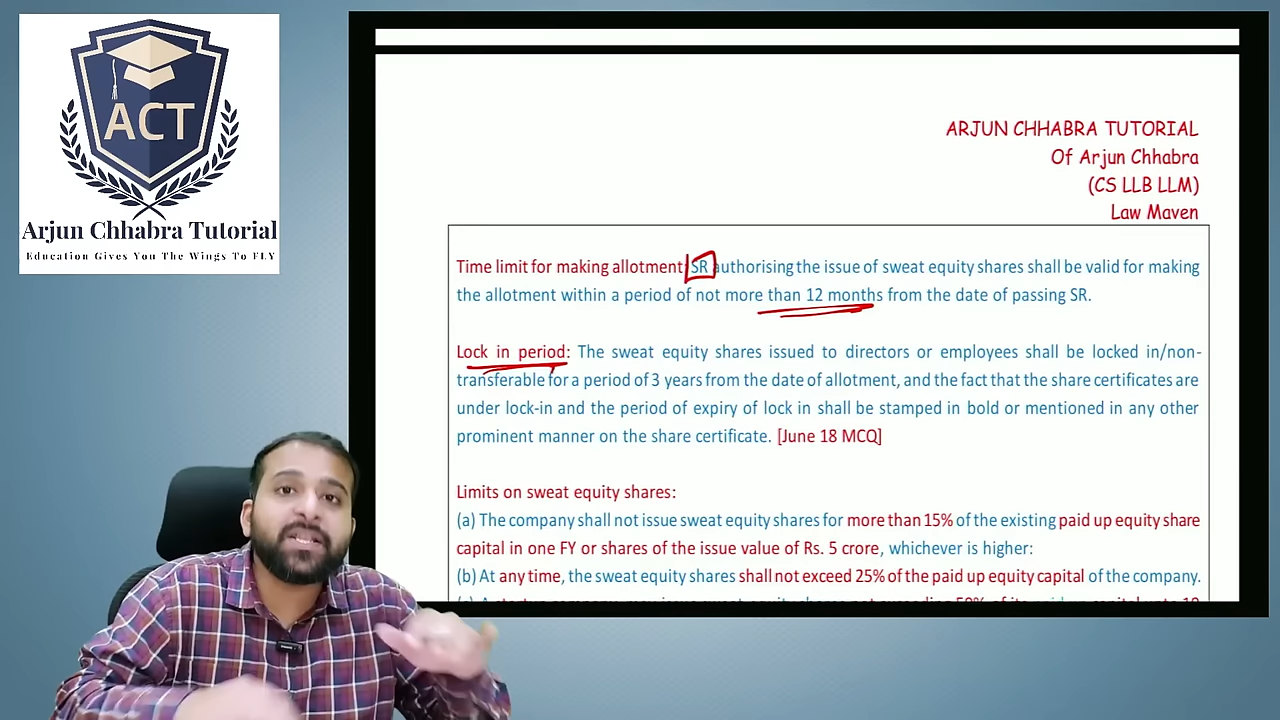 ACT
Arjun Chhabra Tutorial
Education Gives You The Wings To FLY
ARJUN CHHABRA TUTORIAL
Of Arjun Chhabra
(CS LLB LLM)
Law Maven
Time limit for making allotment: SR authorising the issue of sweat equity shares shall be valid for making
the allotment within a period of not more than 12 months from the date of passing SR.
Lock in period: The sweat equity shares issued to directors or employees shall be locked in/non-
transferable for a period of 3 years from the date of allotment, and the fact that the share certificates are
under lock-in and the period of expiry of lock in shall be stamped in bold or mentioned in any other
prominent manner on the share certificate. [June 18 MCQ]
Limits on sweat equity shares:
(a) The company shall not issue sweat equity shares for more than 15% of the existing paid up equity share
capital in one FY or shares of the issue value of Rs. 5 crore, whichever is higher:
(b) At any time, the sweat equity shares shall not exceed 25% of the paid up equity capital of the company.